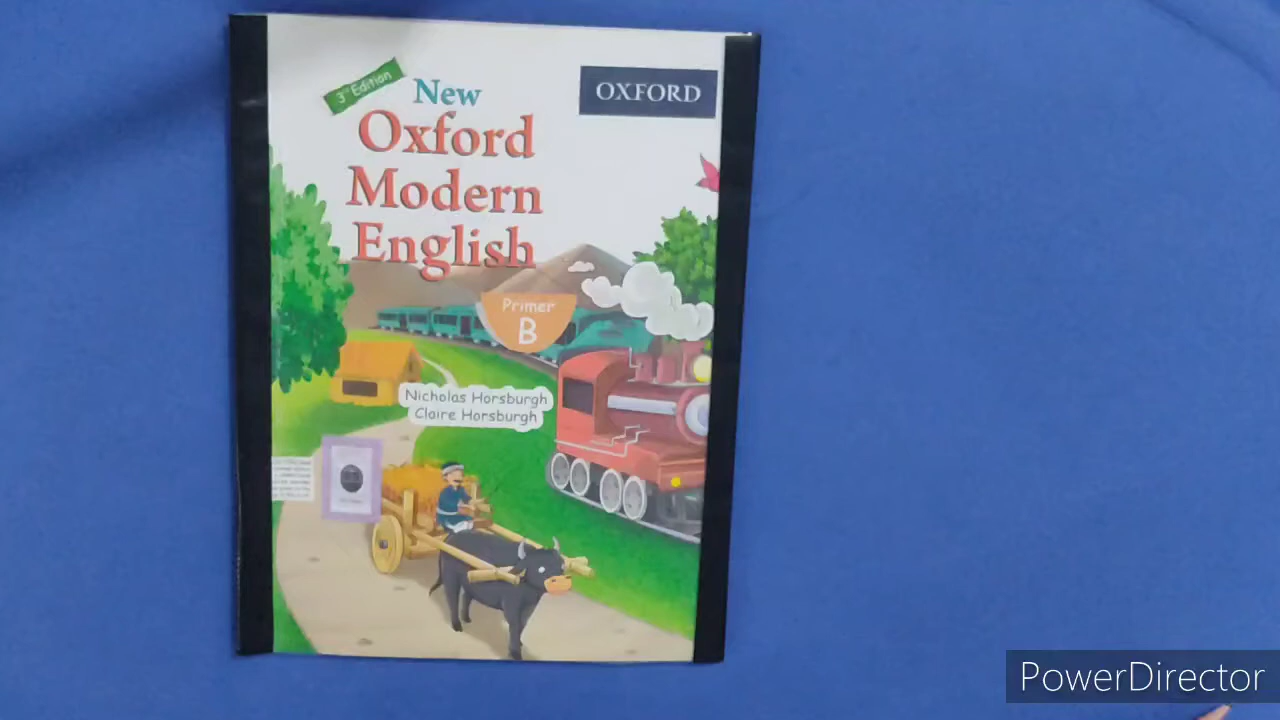 3rd Edition
New
OXFORD
Oxford
Modern
English
Primer
B
Nicholas Horsburgh
Claire Horsburgh
PowerDirector